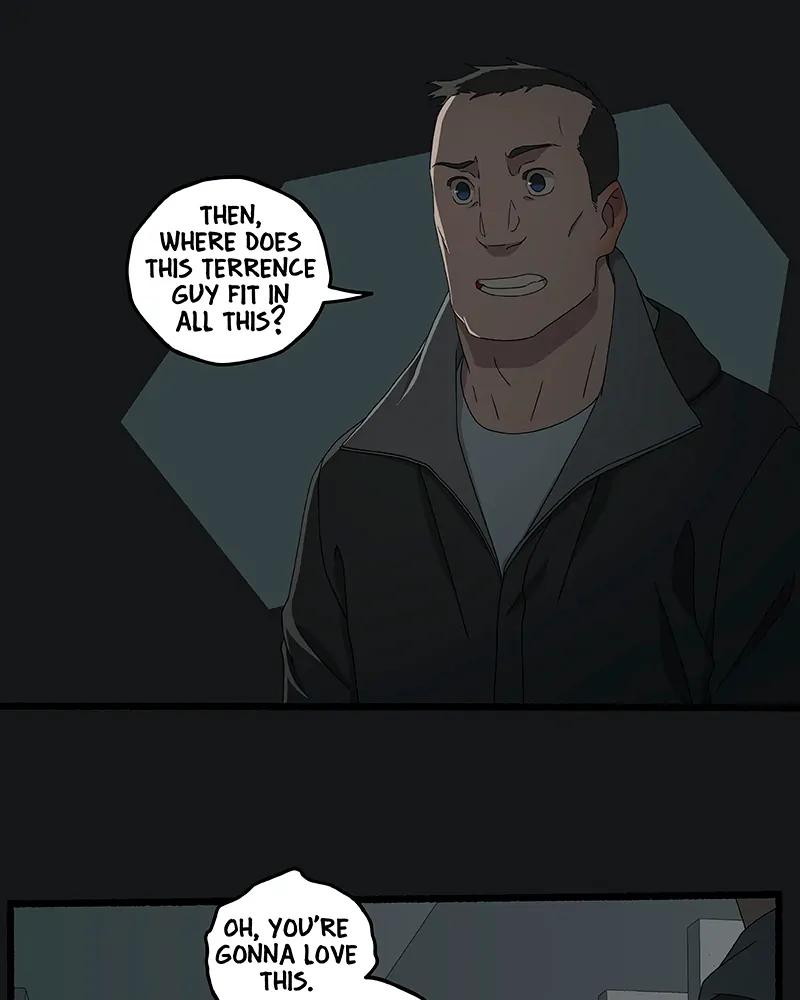 THEN,
WHERE DOES
THIS TERRENCE
GUY FIT IN
ALL THIS?
OH, YOU'RE
GONNA LOVE
THIS.